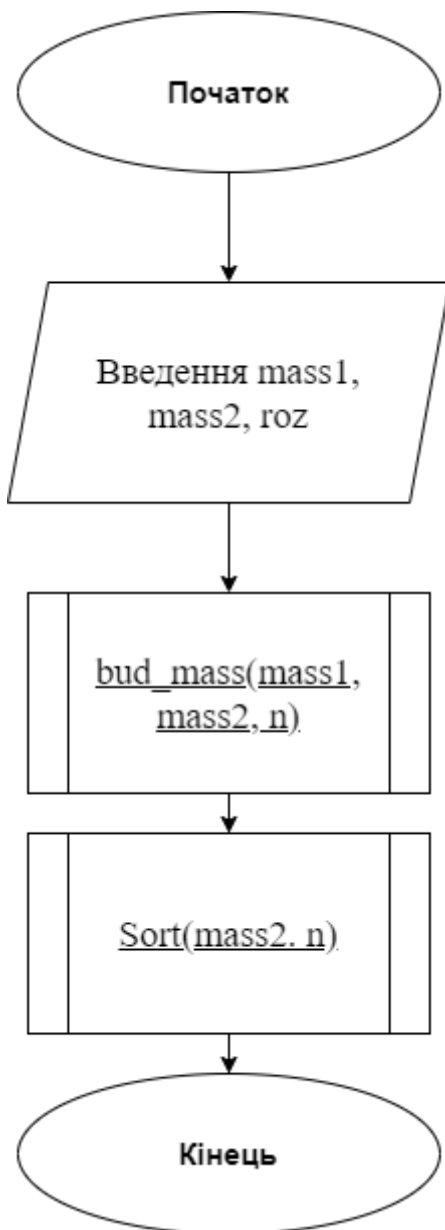 Початок
Введення mass1,
mass2, roz
bud_mass(mass1,
mass2, n)
Sort(mass2. n)
Кінець